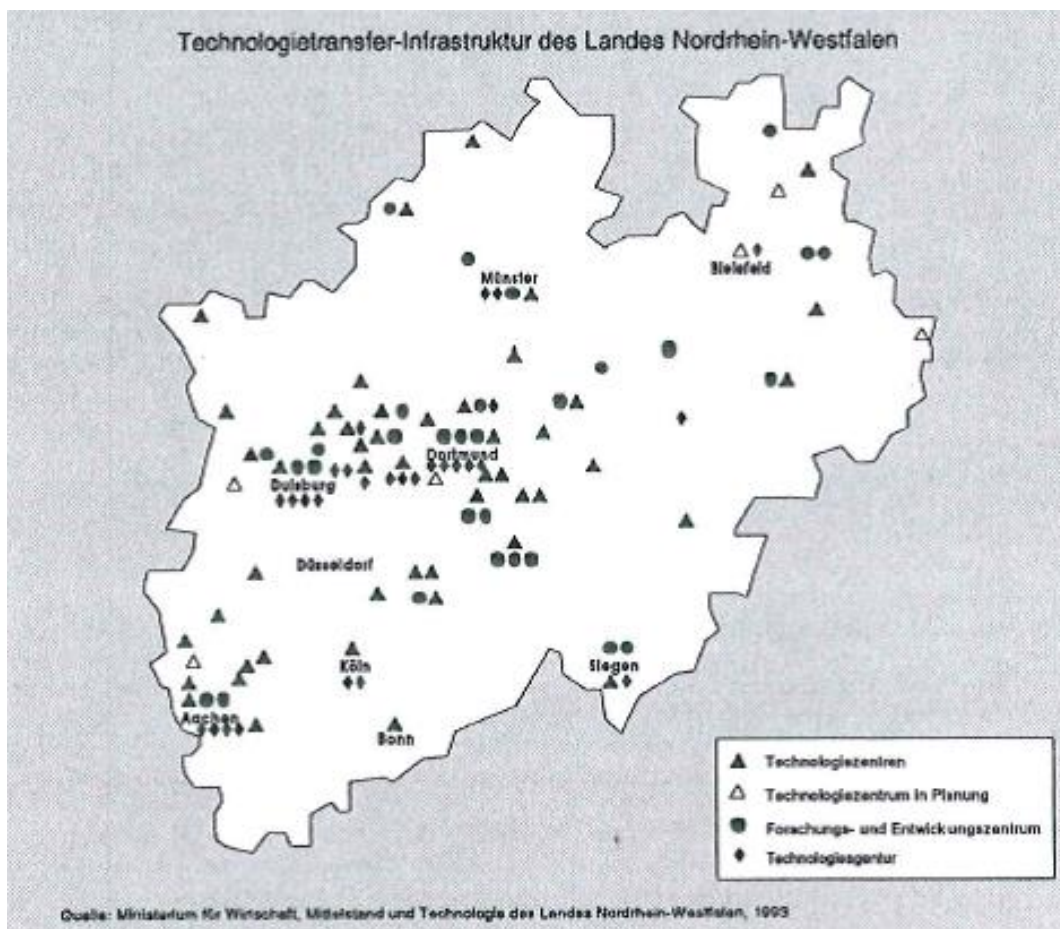 Technologietransfer-Infrastruktur des Landes Nordrhein-Westfalen
Münster
Bielefeld
Dortmund
Duisburg
Düsseldorf
Köln
Siegen
Aachen
Bonn
Technologiezentren
Technologiezentrum in Planung
Forschungs- und Entwickungszentrum
Technologieagentur
Quelle: Ministerium für Wirtschaft, Mittelstand und Technologie des Landes Nordrhein-Westfalen, 1993